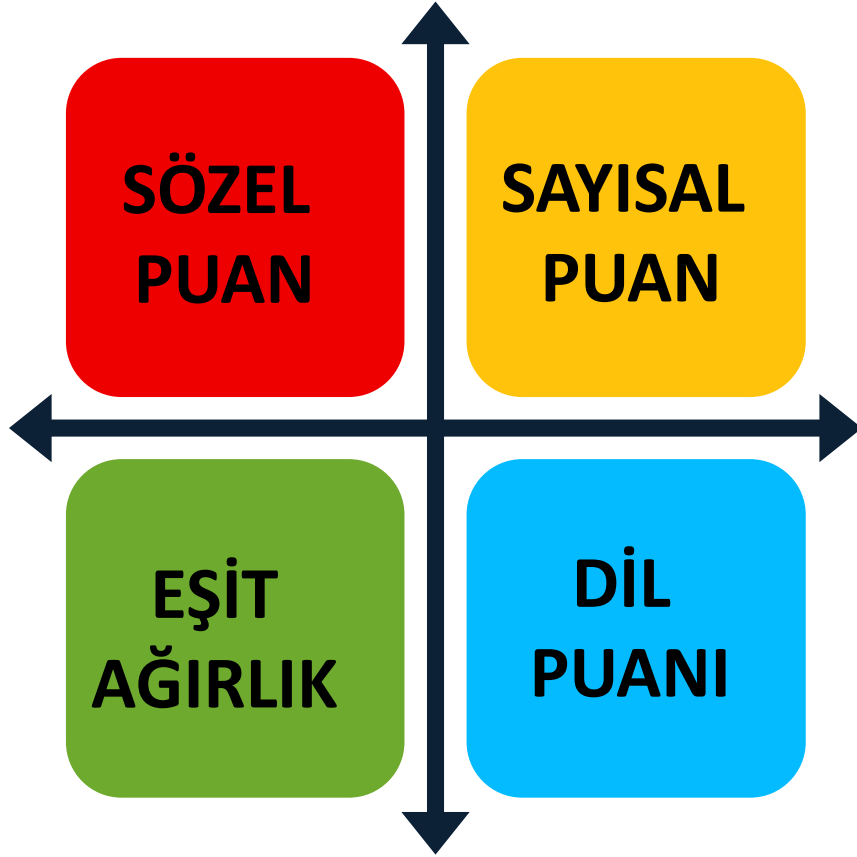 SÖZEL
PUAN
SAYISAL
PUAN
EŞİT
AĞIRLIK
DİL
PUANI